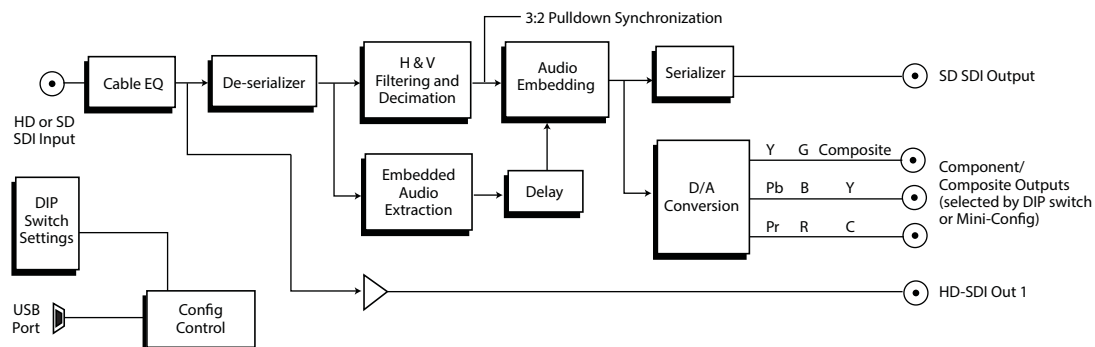 3:2 Pulldown Synchronization
Cable EQ
De-serializer
H & V
Filtering and
Decimation
Audio
Embedding
Serializer
SD SDI Output
HD or SD
SDI Input
Embedded
Audio
Extraction
Delay
D/A
Conversion
Y G Composite
Pb B Y
Pr R C
Component/
Composite Outputs
(selected by DIP switch
or Mini-Config)
DIP
Switch
Settings
HD-SDI Out 1
USB
Port
Config
Control